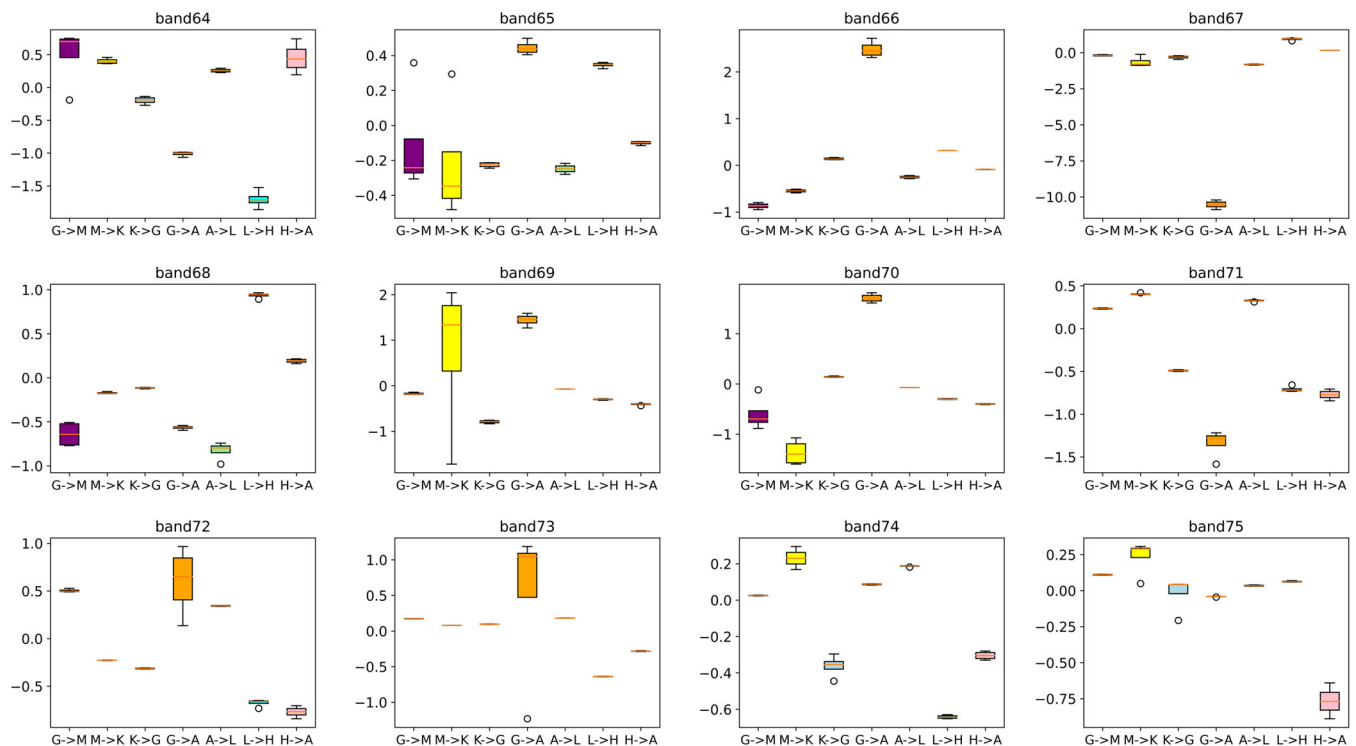 band64 band65 band66 band67
0.5 0.0 −0.5 −1.0 −1.5
0.4 0.2 0.0 −0.2 −0.4
2 1 0 −1
0.0 −2.5 −5.0 −7.5 −10.0
G->M M->K K->G G->A A->L L->H H->A
G->M M->K K->G G->A A->L L->H H->A
G->M M->K K->G G->A A->L L->H H->A
G->M M->K K->G G->A A->L L->H H->A
band68 band69 band70 band71
1.0 0.5 0.0 −0.5 −1.0
2 1 0 −1
1 0 −1
0.5 0.0 −0.5 −1.0 −1.5
G->M M->K K->G G->A A->L L->H H->A
G->M M->K K->G G->A A->L L->H H->A
G->M M->K K->G G->A A->L L->H H->A
G->M M->K K->G G->A A->L L->H H->A
band72 band73 band74 band75
1.0 0.5 0.0 −0.5
1.0 0.5 0.0 −0.5 −1.0
0.2 0.0 −0.2 −0.4 −0.6
0.25 0.00 −0.25 −0.50 −0.75
G->M M->K K->G G->A A->L L->H H->A
G->M M->K K->G G->A A->L L->H H->A
G->M M->K K->G G->A A->L L->H H->A
G->M M->K K->G G->A A->L L->H H->A